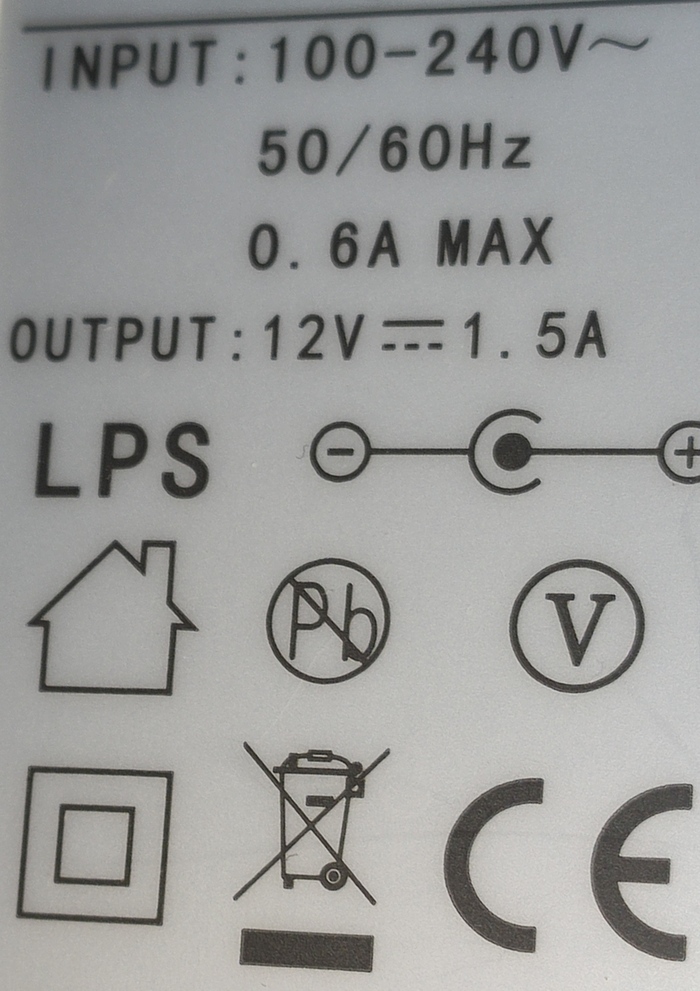 INPUT:100-240V~
50/60Hz
0.6A MAX
OUTPUT:12V⎓1.5A
LPS - +
Pb V
CE